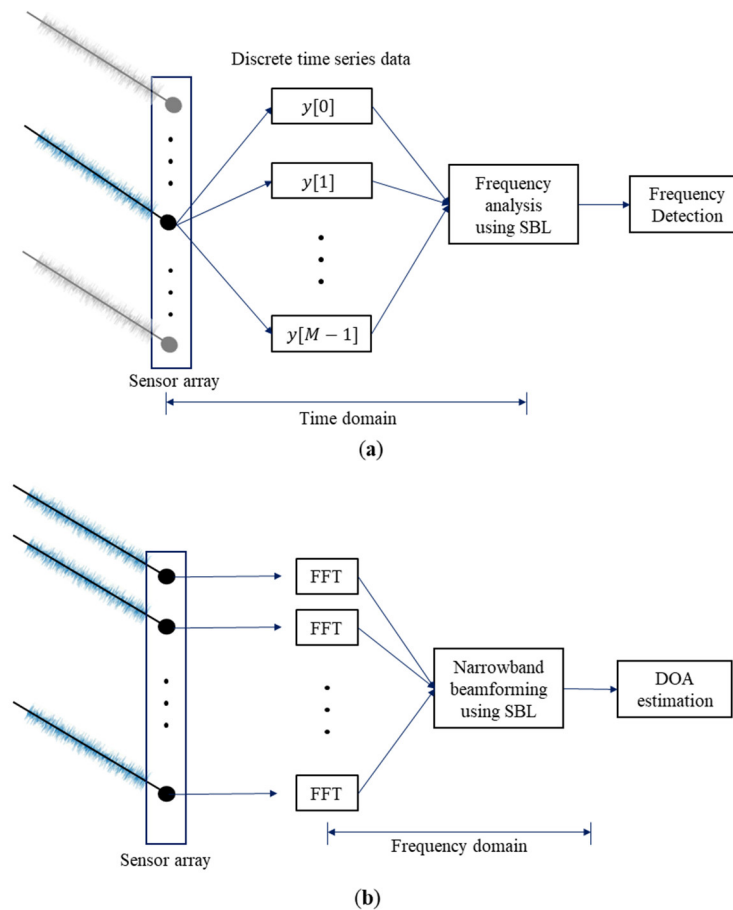 Discrete time series data
y[0]
y[1]
y[M − 1]
Frequency
analysis
using SBL
Frequency
Detection
Sensor array
Time domain
(a)
FFT
FFT
FFT
Narrowband
beamforming
using SBL
DOA
estimation
Sensor array
Frequency domain
(b)